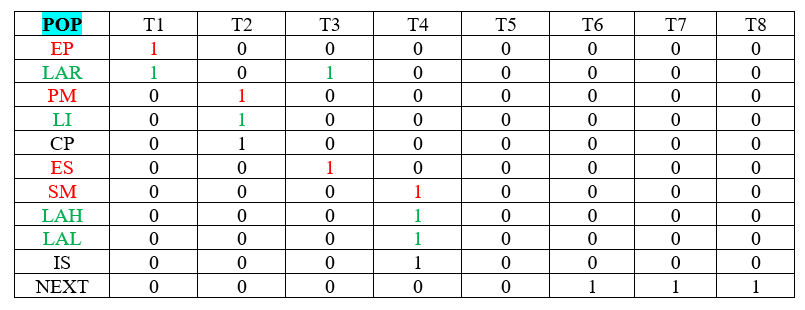 POP T1 T2 T3 T4 T5 T6 T7 T8
EP 1 0 0 0 0 0 0 0
LAR 1 0 1 0 0 0 0 0
PM 0 1 0 0 0 0 0 0
LI 0 1 0 0 0 0 0 0
CP 0 1 0 0 0 0 0 0
ES 0 0 1 0 0 0 0 0
SM 0 0 0 1 0 0 0 0
LAH 0 0 0 1 0 0 0 0
LAL 0 0 0 1 0 0 0 0
IS 0 0 0 1 0 0 0 0
NEXT 0 0 0 0 0 1 1 1